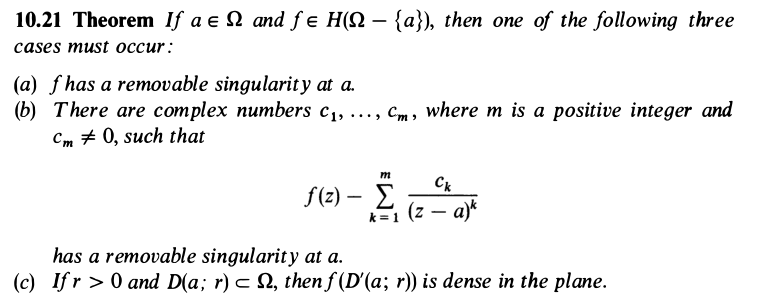 10.21 Theorem If a ∈ Ω and f ∈ H(Ω − {a}), then one of the following three
cases must occur:
(a) f has a removable singularity at a.
(b) There are complex numbers c₁, ..., cₘ, where m is a positive integer and
cₘ ≠ 0, such that
f(z) − ∑_{k=1}^{m} c_k / (z − a)^k
has a removable singularity at a.
(c) If r > 0 and D(a; r) ⊂ Ω, then f(D′(a; r)) is dense in the plane.